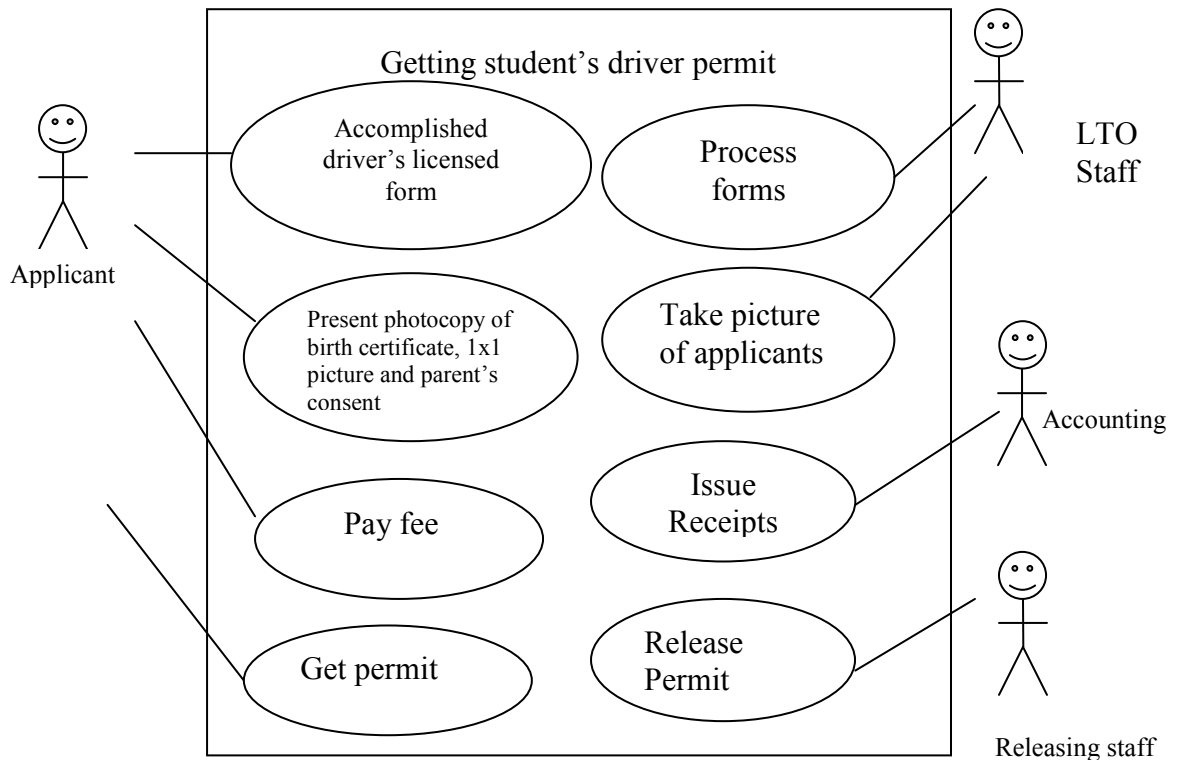 Getting student’s driver permit
Accomplished
driver’s licensed
form
Process
forms
LTO
Staff
Applicant
Present photocopy of
birth certificate, 1x1
picture and parent’s
consent
Take picture
of applicants
Accounting
Pay fee
Issue
Receipts
Get permit
Release
Permit
Releasing staff